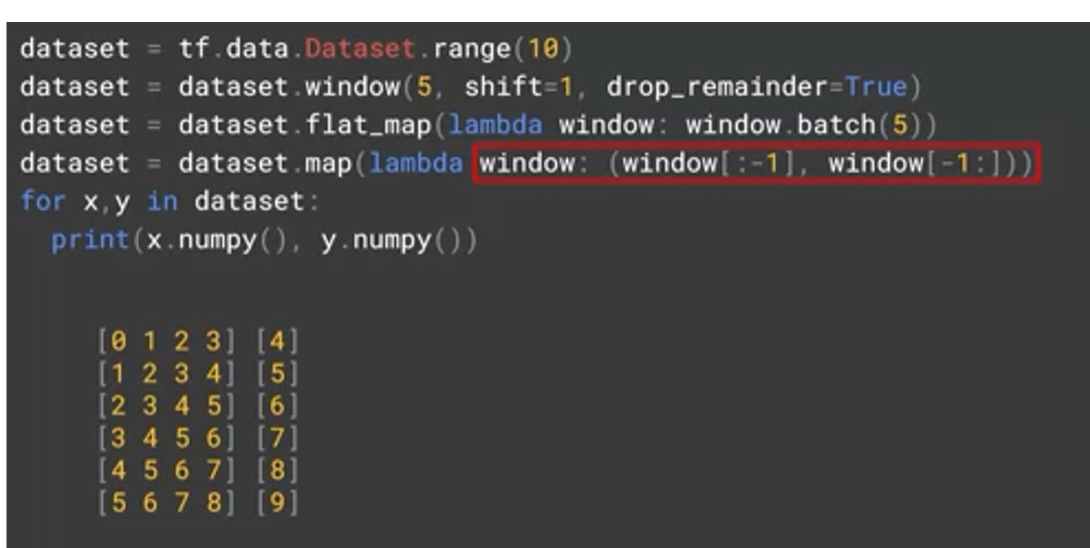 dataset = tf.data.Dataset.range(10)
dataset = dataset.window(5, shift=1, drop_remainder=True)
dataset = dataset.flat_map(lambda window: window.batch(5))
dataset = dataset.map(lambda window: (window[:-1], window[-1:]))
for x,y in dataset:
  print(x.numpy(), y.numpy())
[0 1 2 3] [4]
[1 2 3 4] [5]
[2 3 4 5] [6]
[3 4 5 6] [7]
[4 5 6 7] [8]
[5 6 7 8] [9]